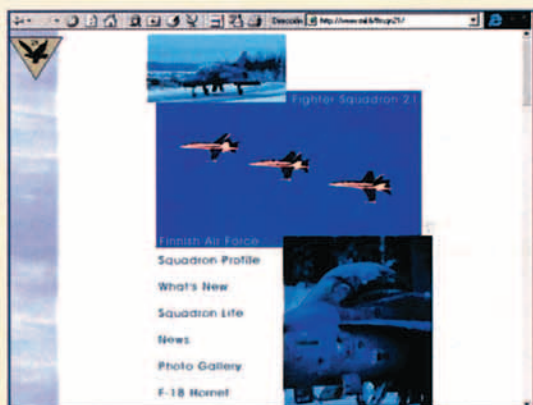 Dirección
Fighter Squadron 21
Finnish Air Force
Squadron Profile
What's New
Squadron Life
News
Photo Gallery
F-18 Hornet